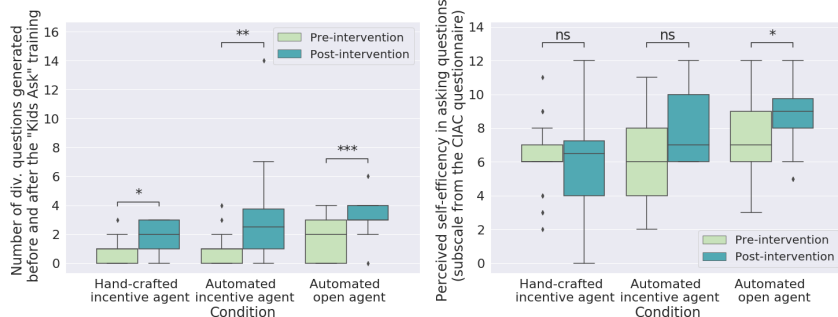 Number of div. questions generated
before and after the "Kids Ask" training
16
14
12
10
8
6
4
2
0
*
**
***
Pre-intervention
Post-intervention
Hand-crafted
incentive agent
Automated
incentive agent
Automated
open agent
Condition
Perceived self-efficency in asking questions
(subscale from the CIAC questionnaire)
14
12
10
8
6
4
2
0
ns
ns
*
Pre-intervention
Post-intervention
Hand-crafted
incentive agent
Automated
incentive agent
Automated
open agent
Condition